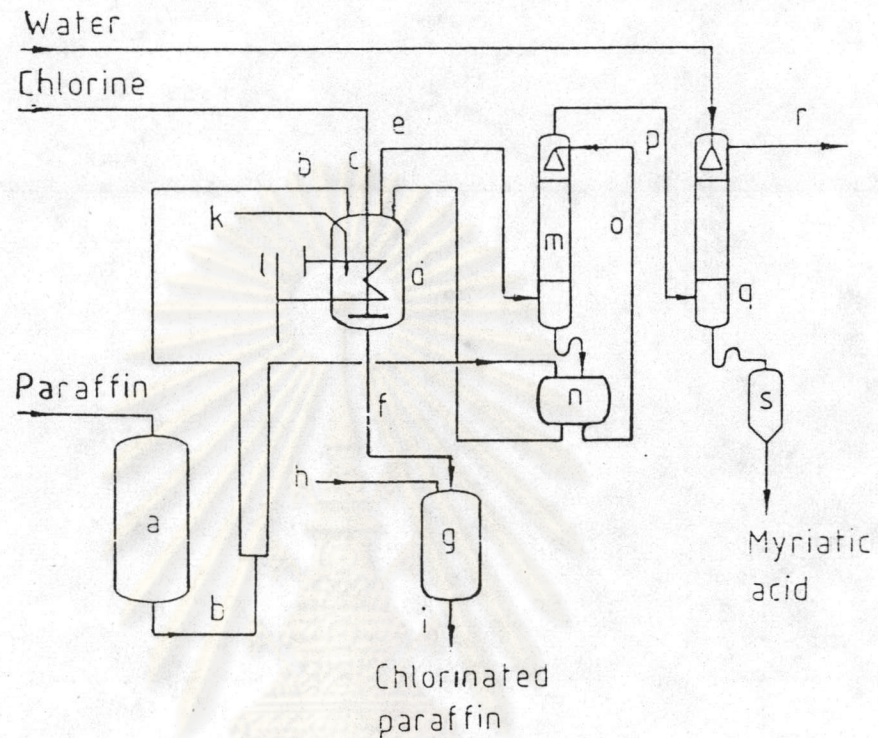 Water
Chlorine
e
b
c
p
r
k
m
o
l
d
q
Paraffin
n
s
f
h
a
g
b
i
Myriatic
acid
Chlorinated
paraffin